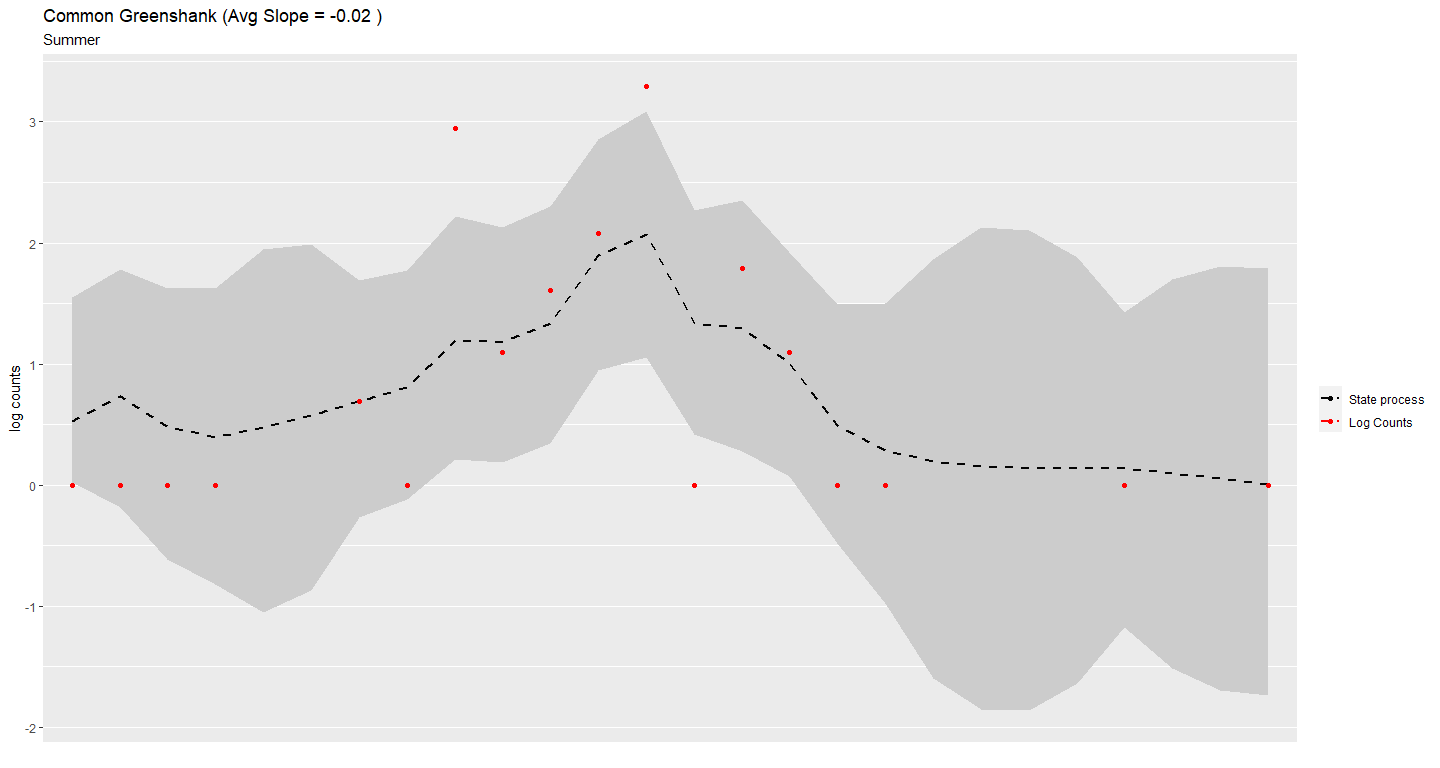 Common Greenshank (Avg Slope = -0.02 )
Summer
3
2
1
0
-1
-2
log counts
State process
Log Counts